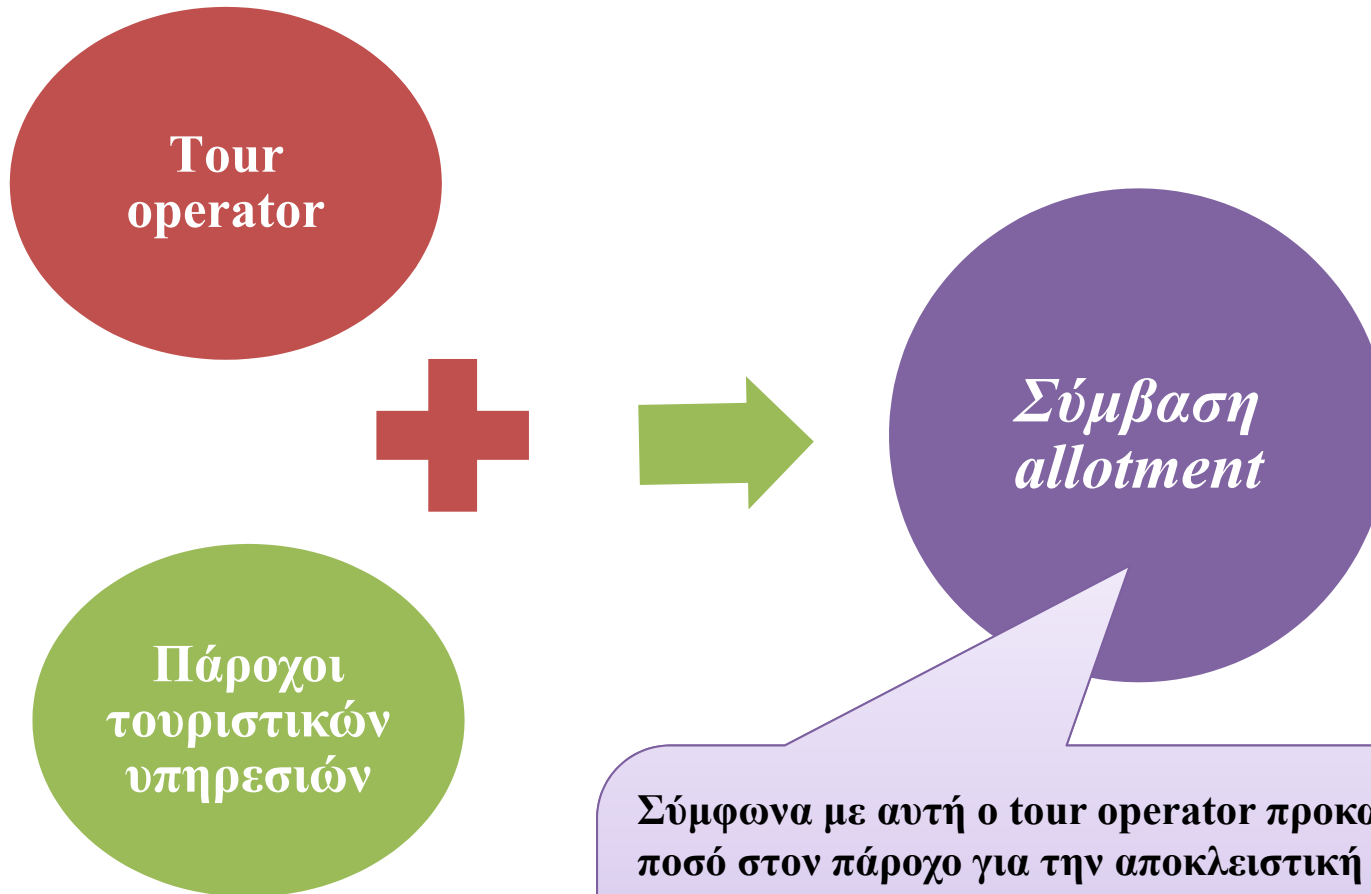 Tour
operator
Πάροχοι
τουριστικών
υπηρεσιών
Σύμβαση
allotment
Σύμφωνα με αυτή ο tour operator
ποσό στον πάροχο για την αποκλειστική